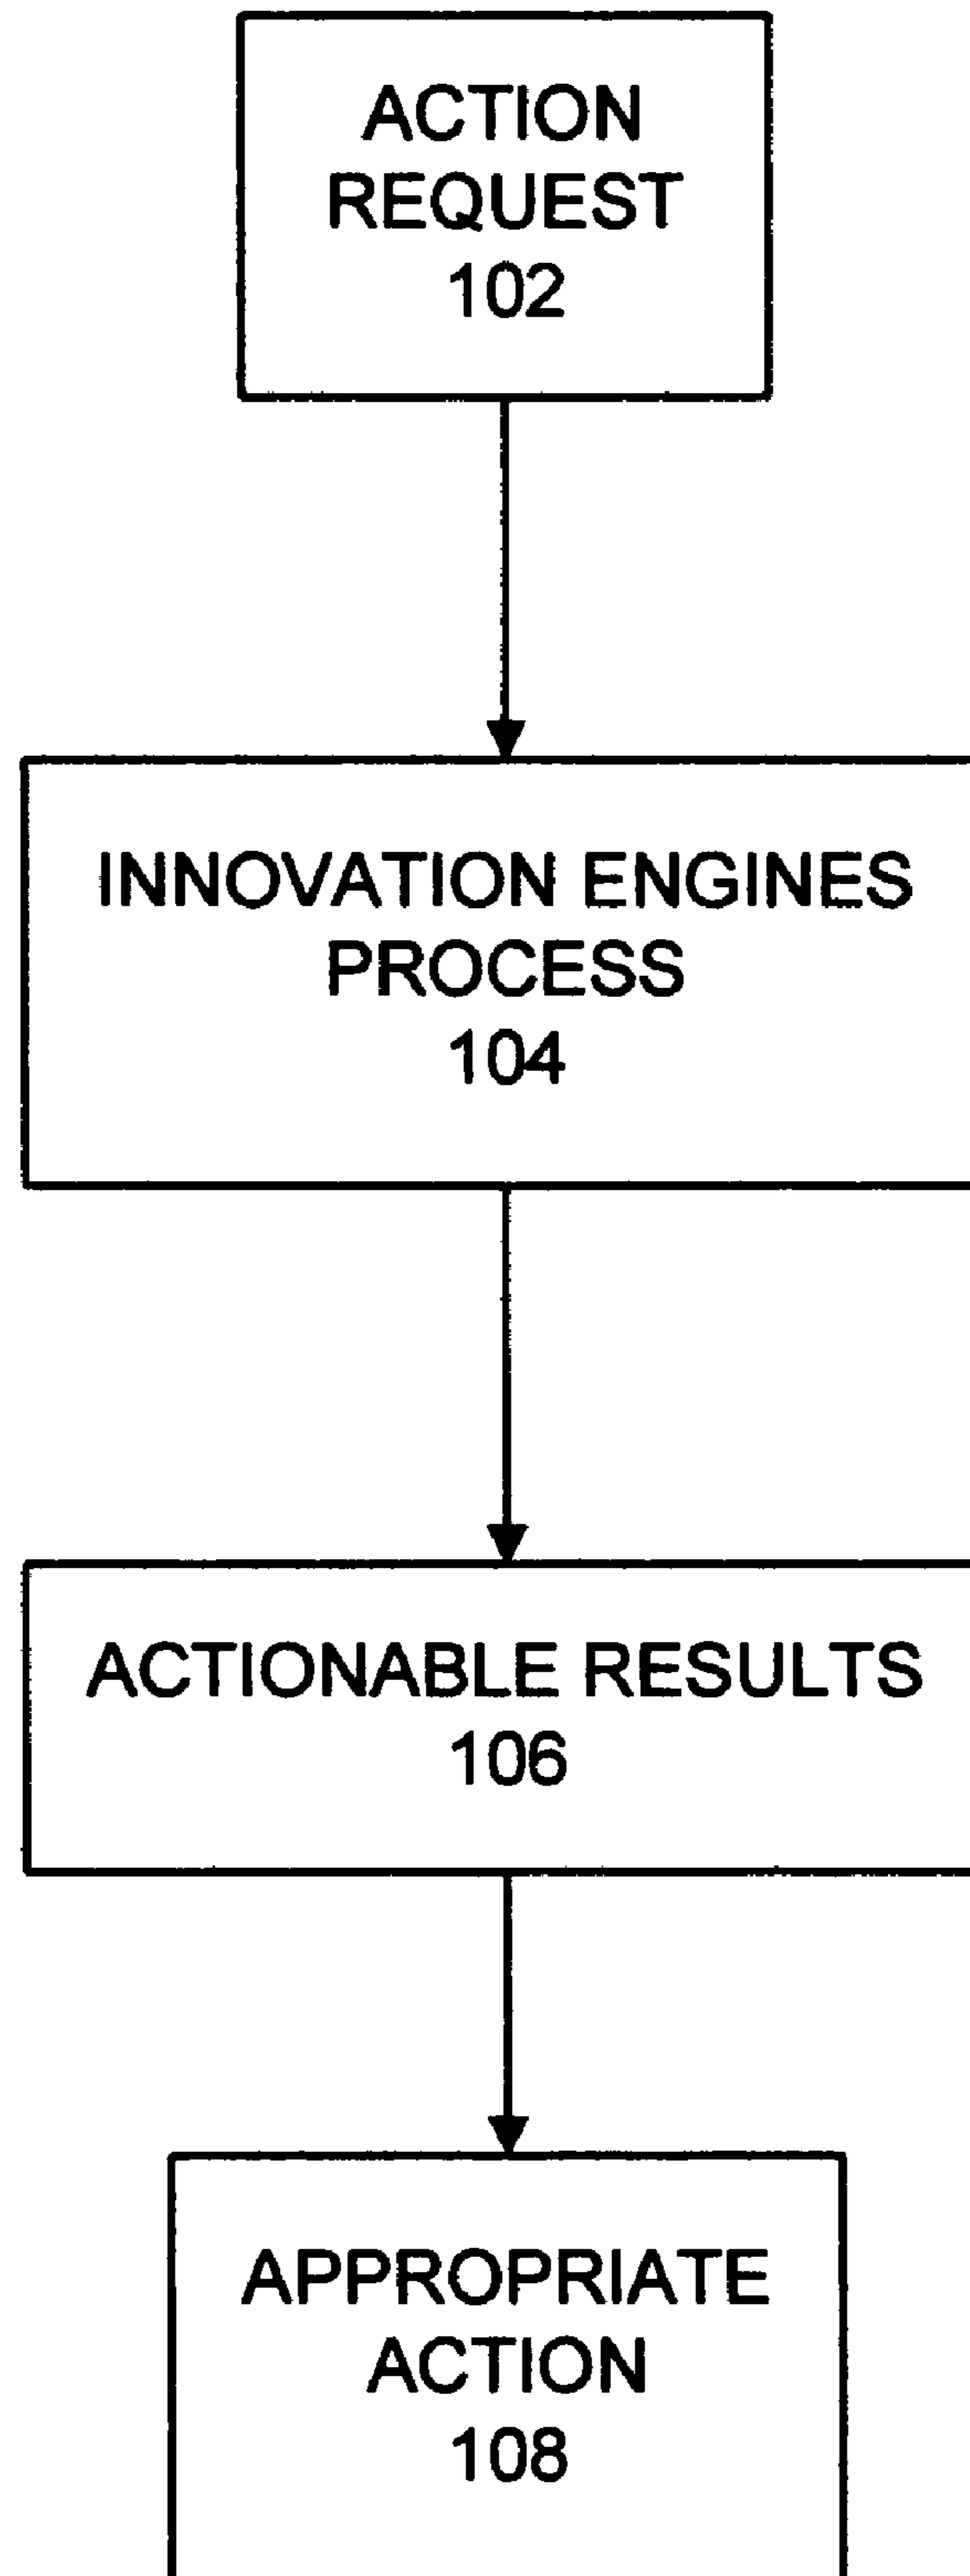 ACTION
REQUEST
102
INNOVATION ENGINES
PROCESS
104
ACTIONABLE RESULTS
106
APPROPRIATE
ACTION
108